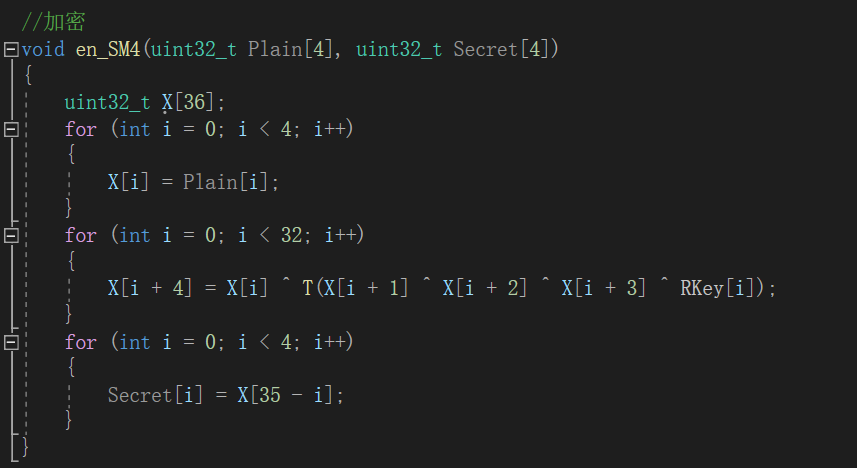 //加密
void en_SM4(uint32_t Plain[4], uint32_t Secret[4])
{
uint32_t X[36];
for (int i = 0; i < 4; i++)
{
X[i] = Plain[i];
}
for (int i = 0; i < 32; i++)
{
X[i + 4] = X[i] ^ T(X[i + 1] ^ X[i + 2] ^ X[i + 3] ^ RKey[i]);
}
for (int i = 0; i < 4; i++)
{
Secret[i] = X[35 - i];
}
}